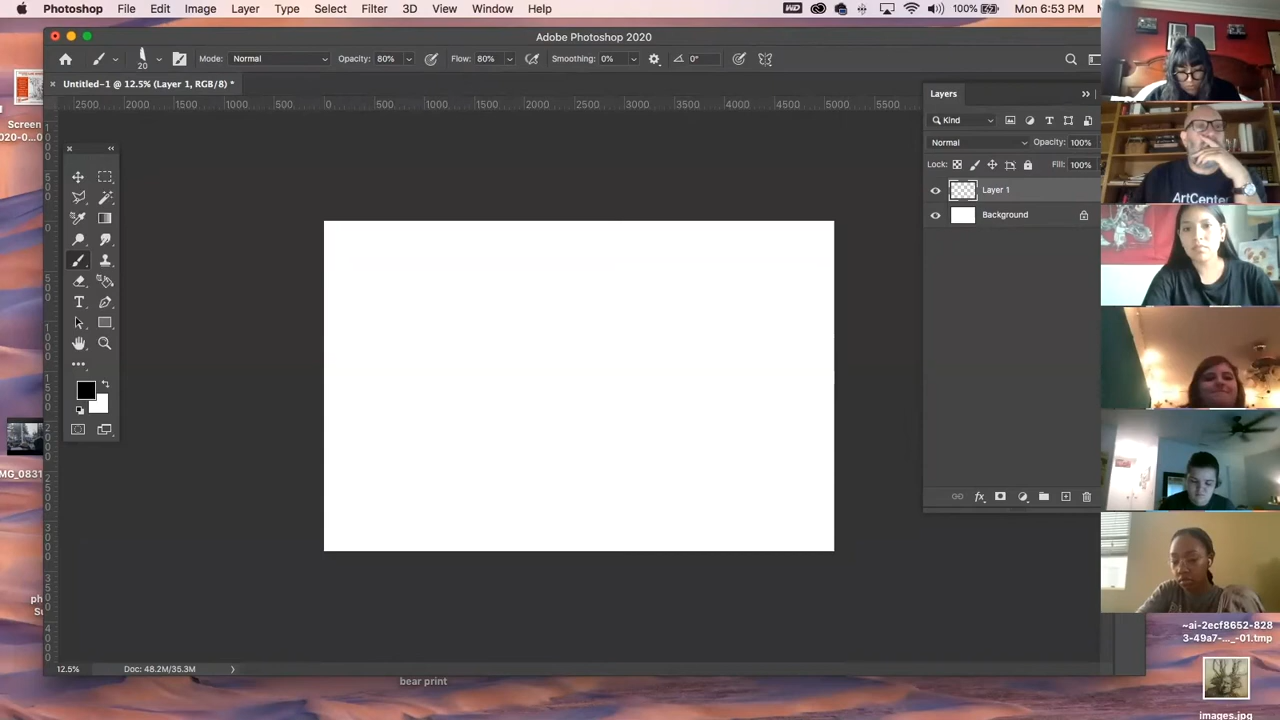 Photoshop File Edit Image Layer Type Select Filter 3D View Window Help 100% Mon 6:53 PM
Adobe Photoshop 2020
20 Mode: Normal Opacity: 80% Flow: 80% Smoothing: 0% 0°
Untitled-1 @ 12.5% (Layer 1, RGB/8) *
2500 2000 1500 1000 500 0 500 1000 1500 2000 2500 3000 3500 4000 4500 5000 5500
Layers
Kind
Normal Opacity: 100%
Lock: Fill: 100%
Layer 1
Background
Screen
020-0...0
MG_0831
ph
Su
12.5% Doc: 48.2M/35.3M
bear print
ArtCenter
~ai-2ecf8652-828
3-49a7-..._-01.tmp
images.jpg